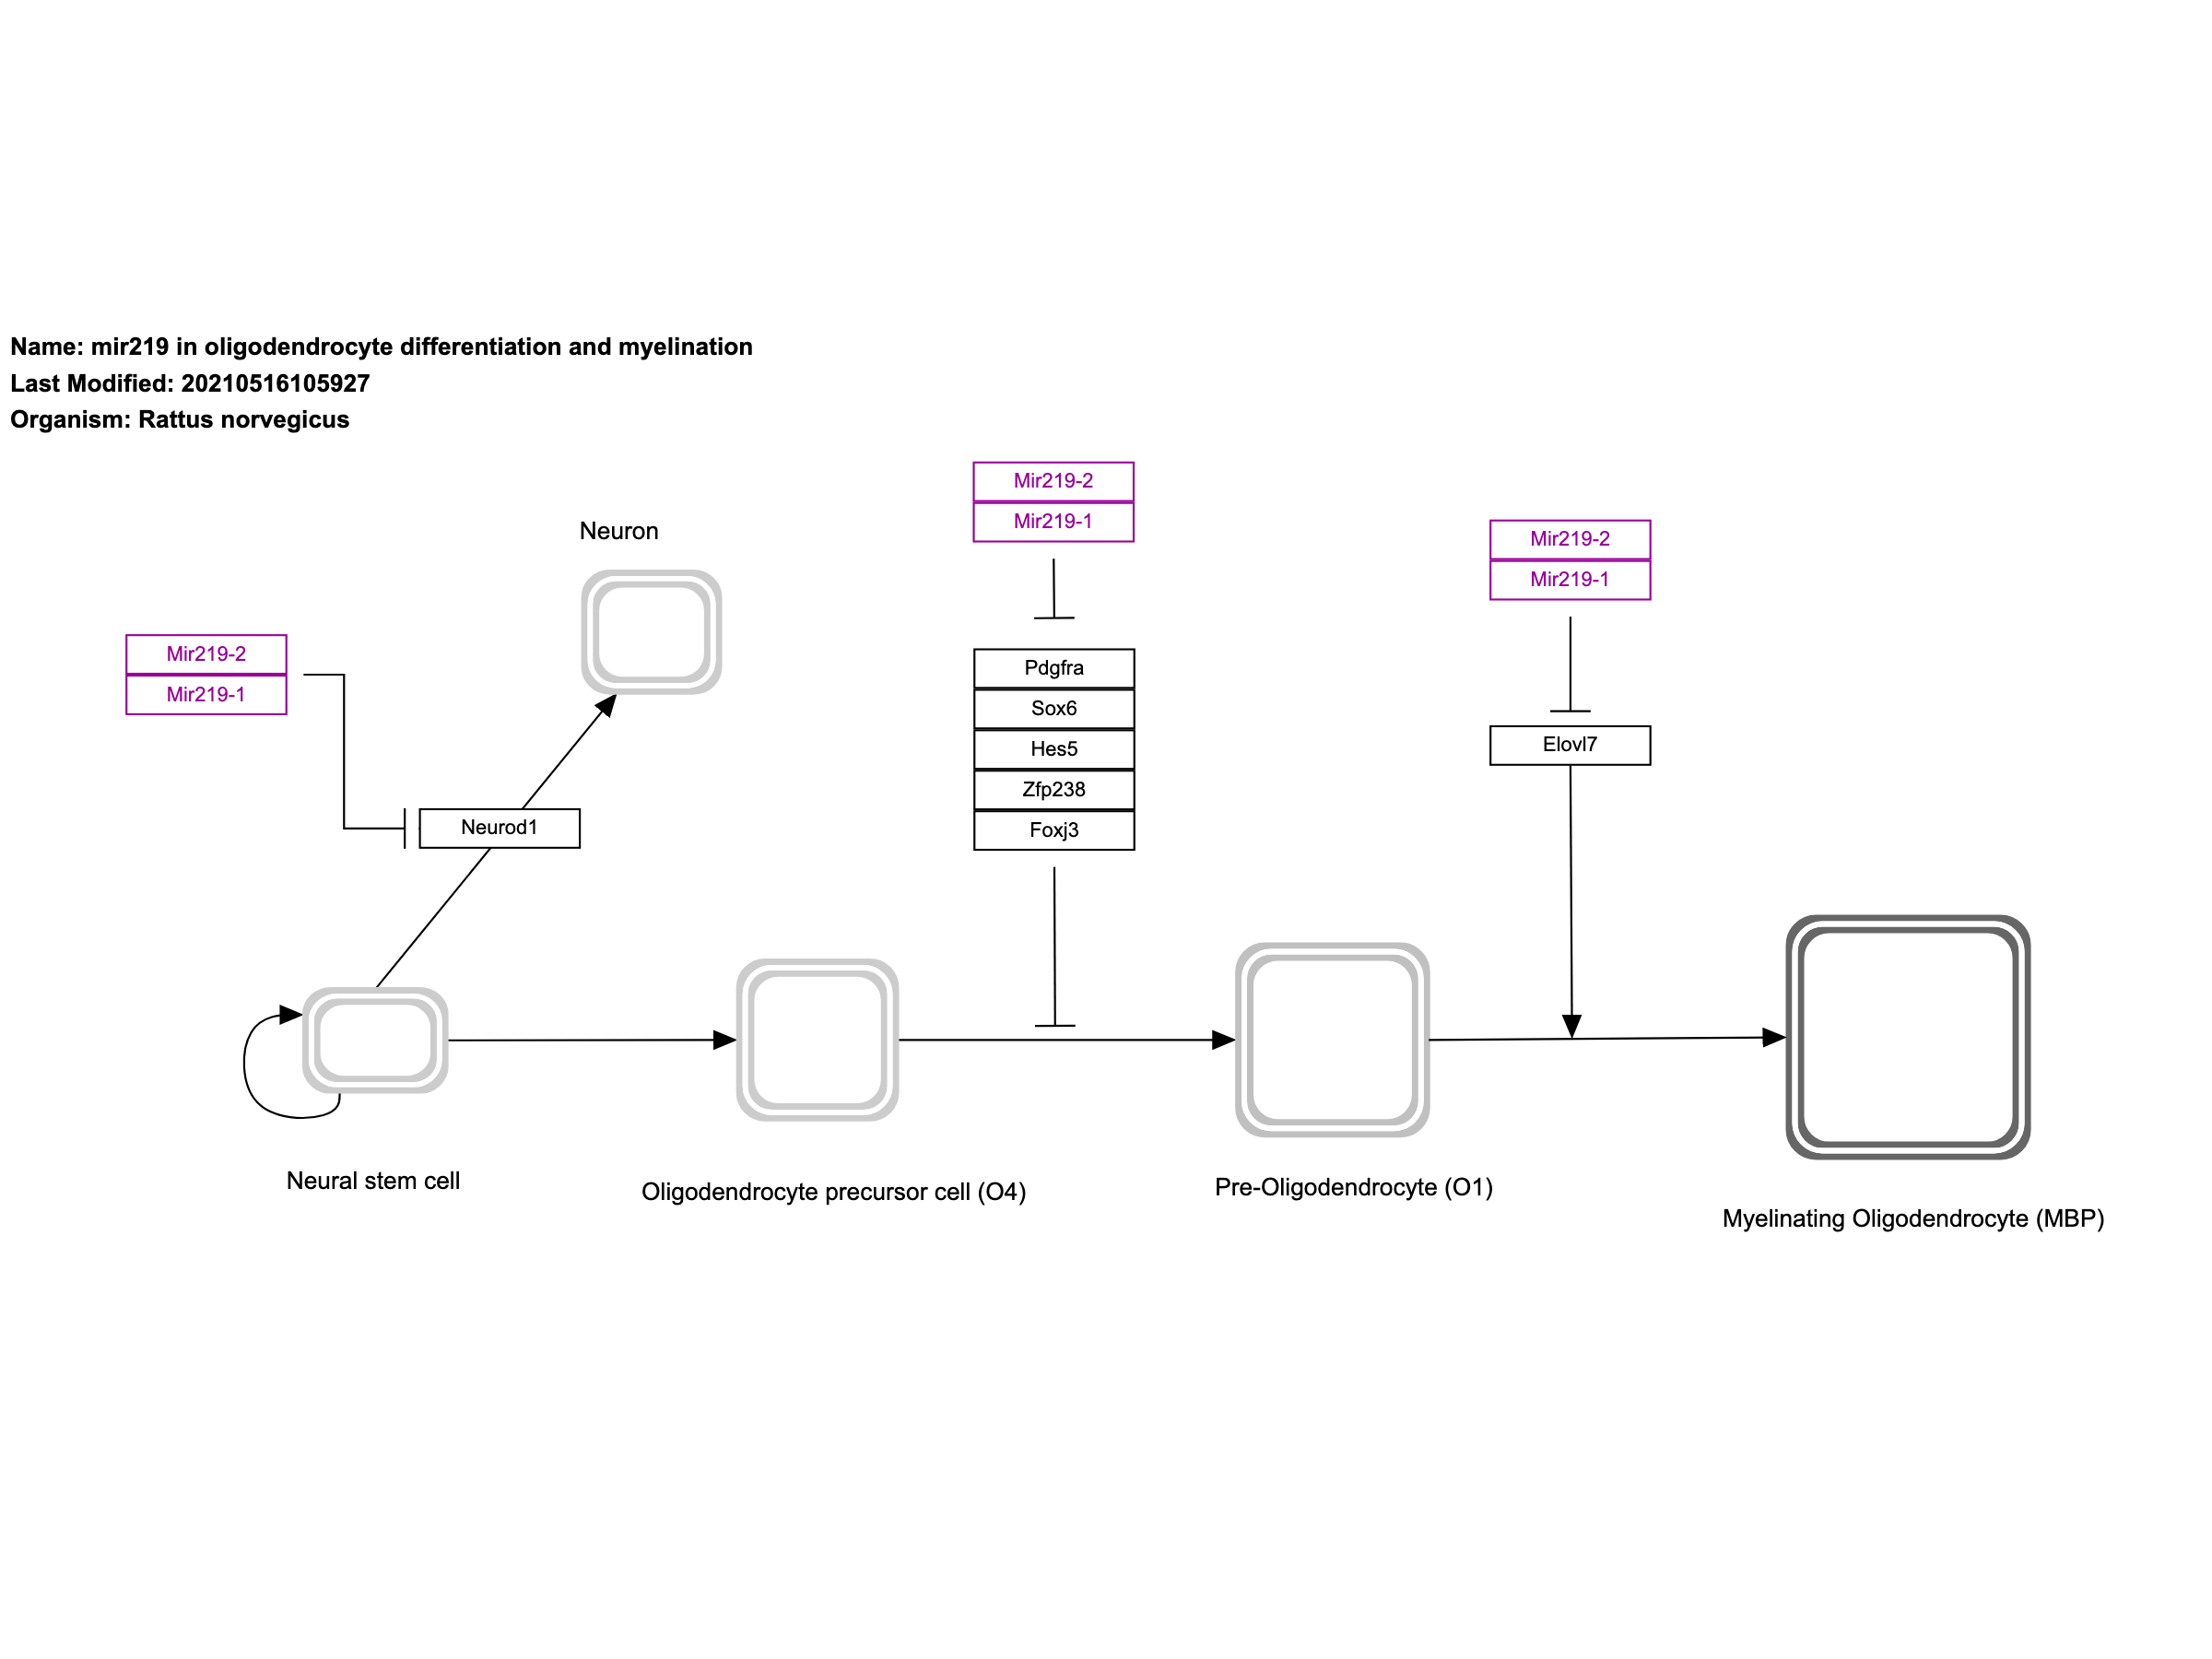 Name: mir219 in oligodendrocyte differentiation and myelination
Last Modified: 20210516105927
Organism: Rattus norvegicus
Mir219-2
Mir219-1
Neuron
Mir219-2
Mir219-1
Mir219-2
Mir219-1
Pdgfra
Sox6
Hes5
Zfp238
Foxj3
Elovl7
Neurod1
Neural stem cell
Oligodendrocyte precursor cell (O4)
Pre-Oligodendrocyte (O1)
Myelinating Oligodendrocyte (MBP)